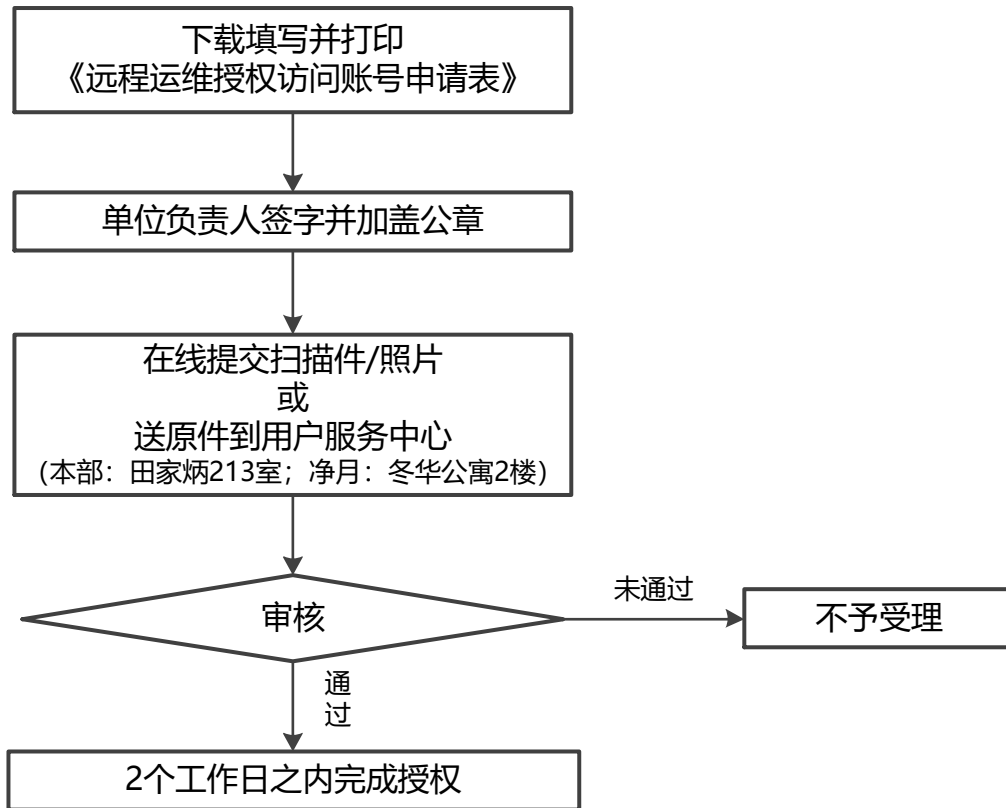 下载填写并打印
《远程运维授权访问账号申请表》
单位负责人签字并加盖公章
在线提交扫描件/照片
或
送原件到用户服务中心
（本部：田家炳213室；净月：冬华公寓2楼）
审核
未通过
不予受理
通
过
2个工作日之内完成授权